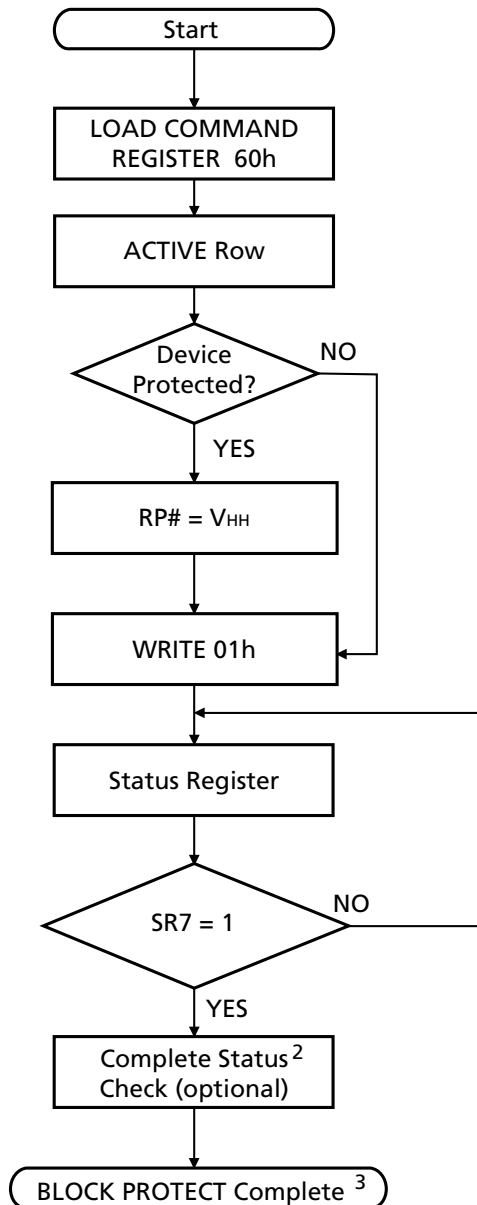 Start
LOAD COMMAND
REGISTER 60h
ACTIVE Row
Device
Protected?
NO
YES
RP# = VHH
WRITE 01h
Status Register
SR7 = 1
NO
YES
Complete Status 2
Check (optional)
BLOCK PROTECT Complete 3